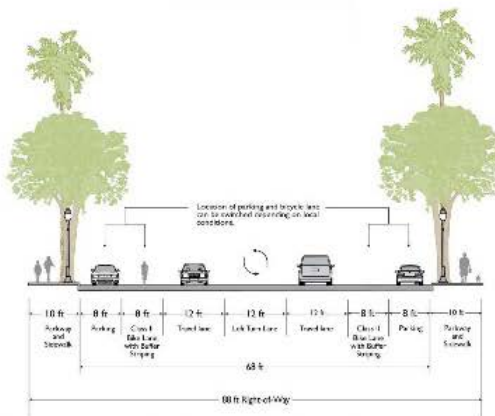 Location of parking and bicycle lane
can be switched depending on local
conditions.
10 ft 8 ft 8 ft 12 ft 12 ft 12 ft 8 ft 8 ft 10 ft
Parkway and Sidewalk
Parking
Class II Bike Lane with Buffer Striping
Travel lane
Left Turn Lane
Travel lane
Class II Bike Lane with Buffer Striping
Parking
Parkway and Sidewalk
68 ft
88 ft Right-of-Way